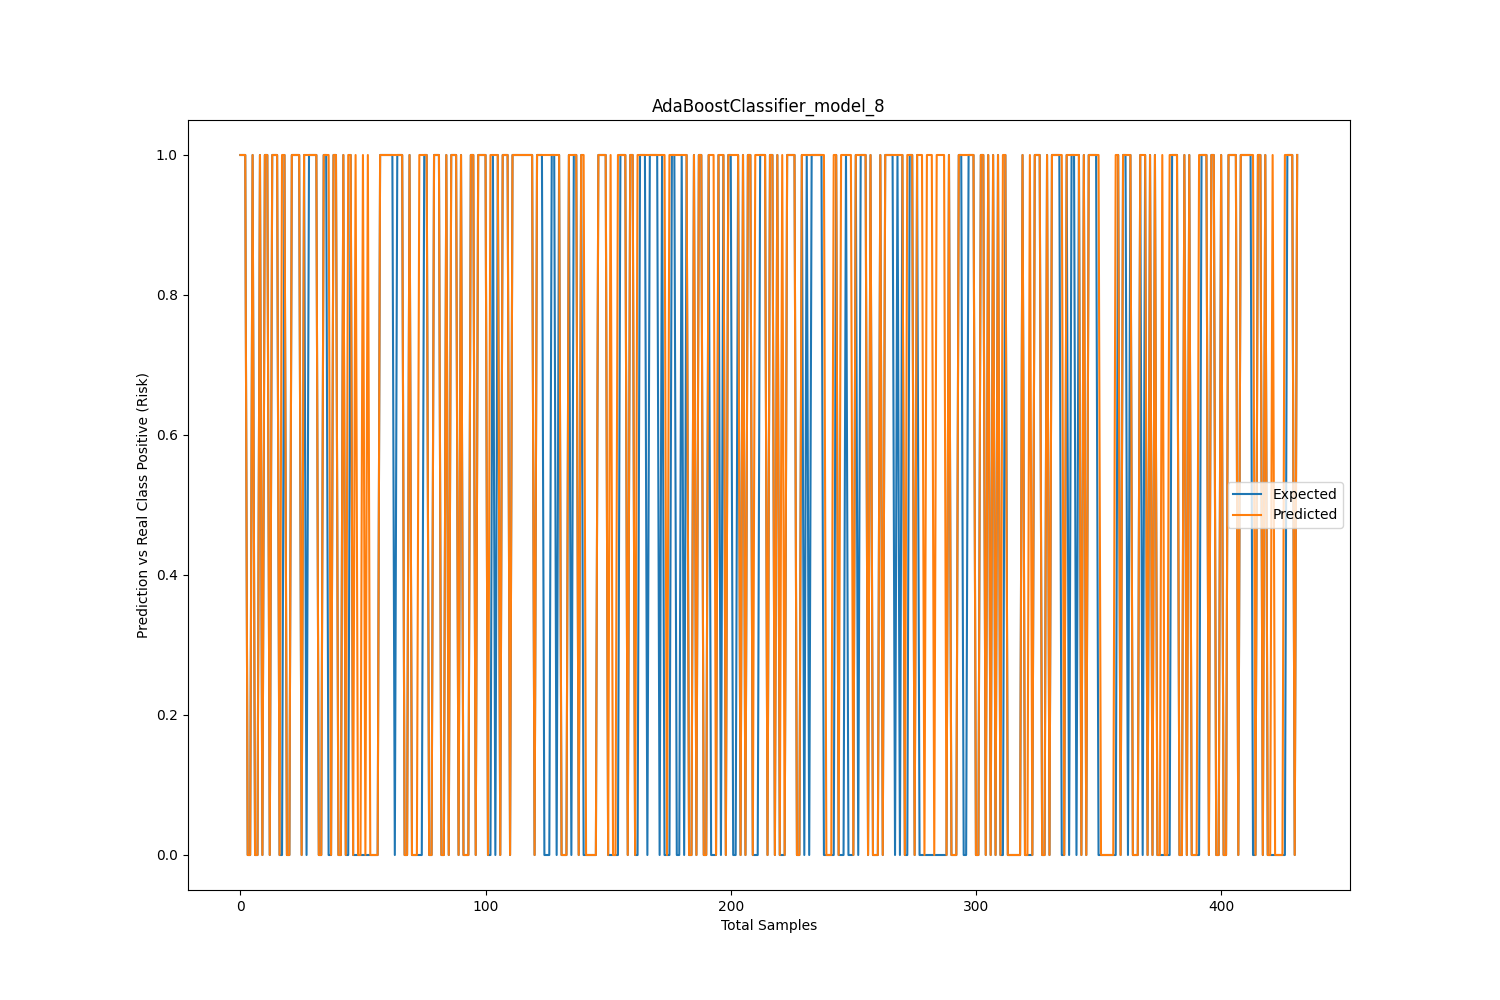 AdaBoostClassifier_model_8
1.0
0.8
0.6
0.4
0.2
0.0
Prediction vs Real Class Positive (Risk)
Expected
Predicted
0
100
200
300
400
Total Samples